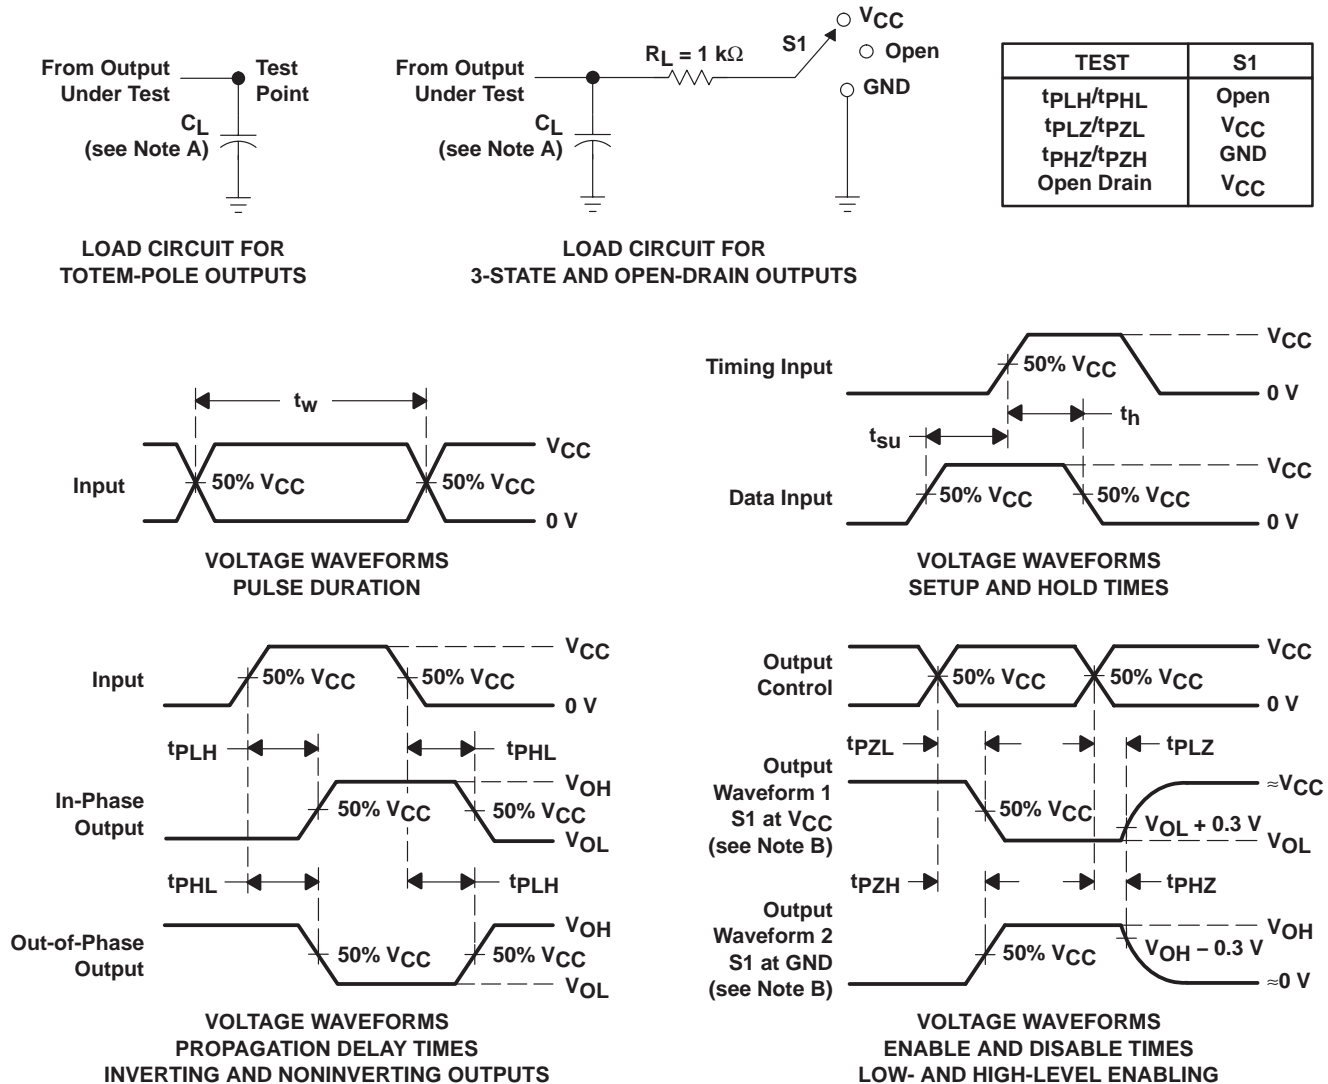 From Output
Under Test
Test
Point
CL
(see Note A)
LOAD CIRCUIT FOR
TOTEM-POLE OUTPUTS
From Output
Under Test
RL = 1 kΩ
S1
VCC
Open
GND
CL
(see Note A)
LOAD CIRCUIT FOR
3-STATE AND OPEN-DRAIN OUTPUTS
TEST S1
tPLH/tPHL Open
tPLZ/tPZL VCC
tPHZ/tPZH GND
Open Drain VCC
tw
Input
50% VCC
50% VCC
VCC
0 V
VOLTAGE WAVEFORMS
PULSE DURATION
Timing Input
50% VCC
VCC
0 V
tsu
th
Data Input
50% VCC
50% VCC
VCC
0 V
VOLTAGE WAVEFORMS
SETUP AND HOLD TIMES
Input
50% VCC
50% VCC
VCC
0 V
tPLH
tPHL
In-Phase
Output
50% VCC
50% VCC
VOH
VOL
tPHL
tPLH
Out-of-Phase
Output
50% VCC
50% VCC
VOH
VOL
VOLTAGE WAVEFORMS
PROPAGATION DELAY TIMES
INVERTING AND NONINVERTING OUTPUTS
Output
Control
50% VCC
50% VCC
VCC
0 V
tPZL
tPLZ
Output
Waveform 1
S1 at VCC
(see Note B)
50% VCC
≈VCC
VOL + 0.3 V
VOL
tPZH
tPHZ
Output
Waveform 2
S1 at GND
(see Note B)
50% VCC
VOH
VOH – 0.3 V
≈0 V
VOLTAGE WAVEFORMS
ENABLE AND DISABLE TIMES
LOW- AND HIGH-LEVEL ENABLING